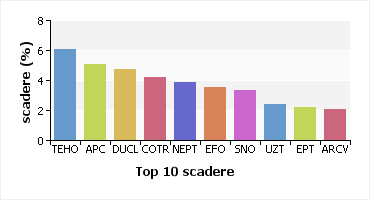 8
6
4
2
0
scadere (%)
TEHO APC DUCL COTR NEPT EFO SNO UZT EPT ARCV
Top 10 scadere